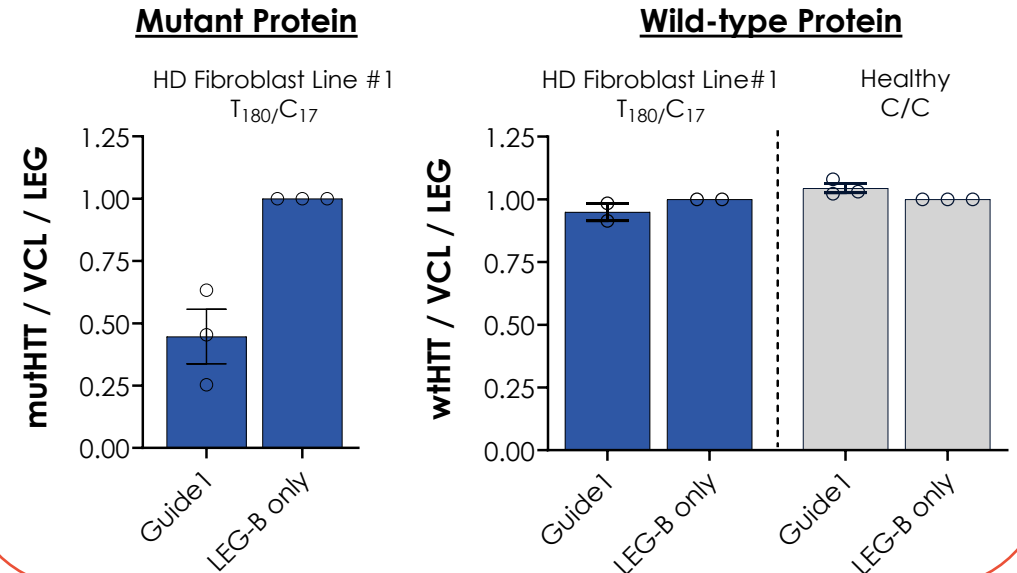 Mutant Protein
HD Fibroblast Line #1
T180/C17
mutHTT / VCL / LEG
1.25
1.00
0.75
0.50
0.25
0.00
Guide1
LEG-B only
Wild-type Protein
HD Fibroblast Line#1
T180/C17
Healthy
C/C
wtHTT / VCL / LEG
1.25
1.00
0.75
0.50
0.25
0.00
Guide1
LEG-B only
Guide1
LEG-B only